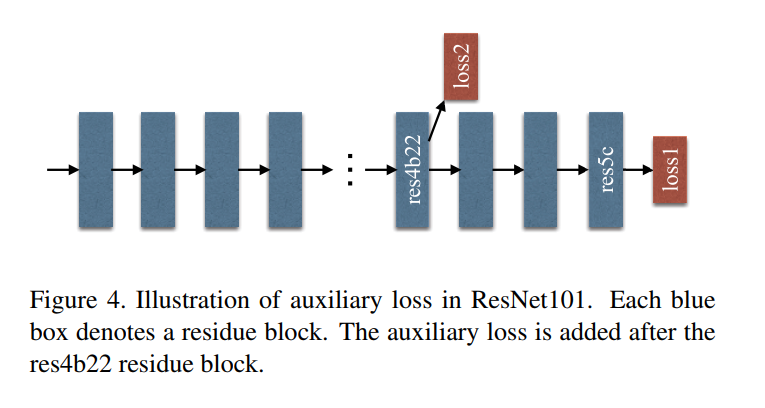 loss2
res4b22
res5c
loss1
Figure 4. Illustration of auxiliary loss in ResNet101. Each blue
box denotes a residue block. The auxiliary loss is added after the
res4b22 residue block.